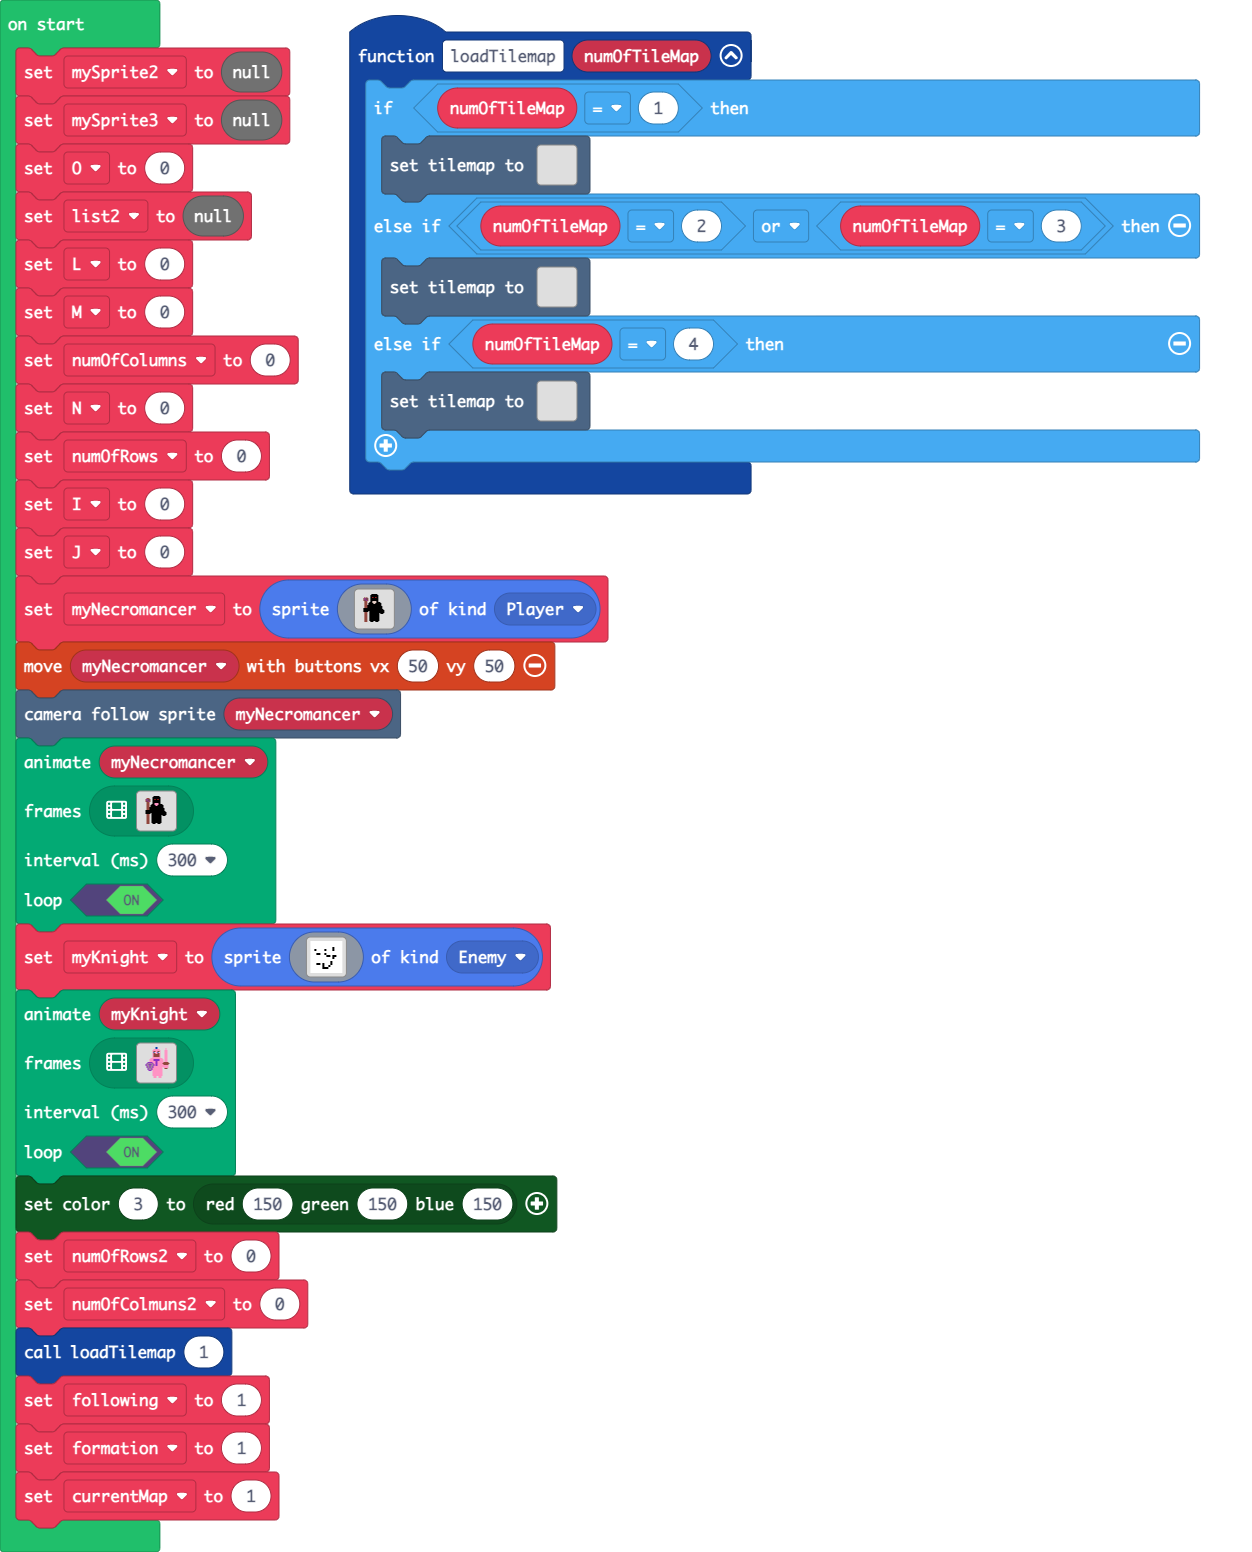 on start
set mySprite2 to null
set mySprite3 to null
set O to 0
set list2 to null
set L to 0
set M to 0
set numOfColumns to 0
set N to 0
set numOfRows to 0
set I to 0
set J to 0
set myNecromancer to sprite of kind Player
move myNecromancer with buttons vx 50 vy 50
camera follow sprite myNecromancer
animate myNecromancer
frames
interval (ms) 300
loop ON
set myKnight to sprite of kind Enemy
animate myKnight
frames
interval (ms) 300
loop ON
set color 3 to red 150 green 150 blue 150
set numOfRows2 to 0
set numOfColmuns2 to 0
call loadTilemap 1
set following to 1
set formation to 1
set currentMap to 1
function loadTilemap numOfTileMap
if numOfTileMap = 1 then
set tilemap to
else if numOfTileMap = 2 or numOfTileMap = 3 then
set tilemap to
else if numOfTileMap = 4 then
set tilemap to